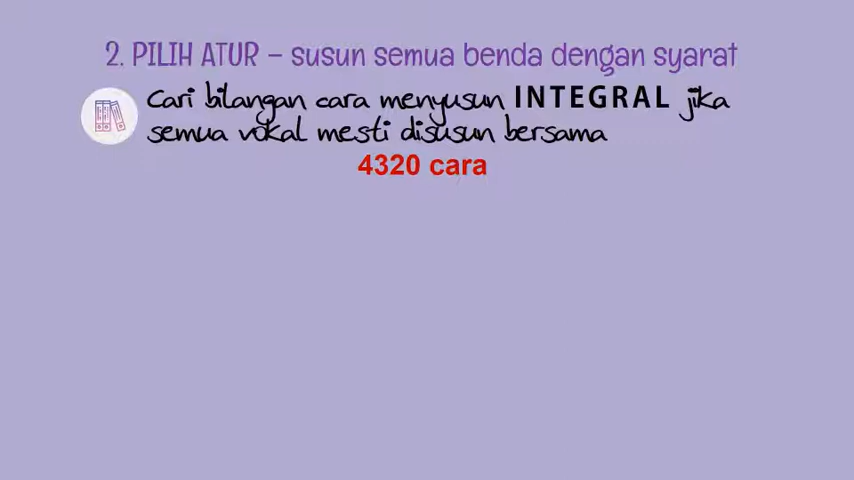 2. PILIH ATUR – susun semua benda dengan syarat
Cari bilangan cara menyusun INTEGRAL jika
semua vokal mesti disusun bersama
4320 cara